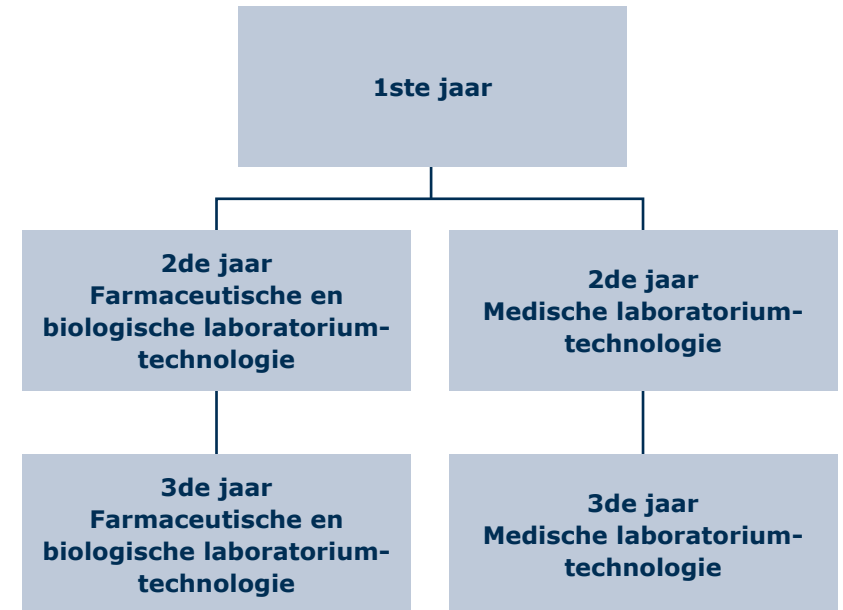 1ste jaar
2de jaar
Farmaceutische en
biologische laboratorium-
technologie
2de jaar
Medische laboratorium-
technologie
3de jaar
Farmaceutische en
biologische laboratorium-
technologie
3de jaar
Medische laboratorium-
technologie